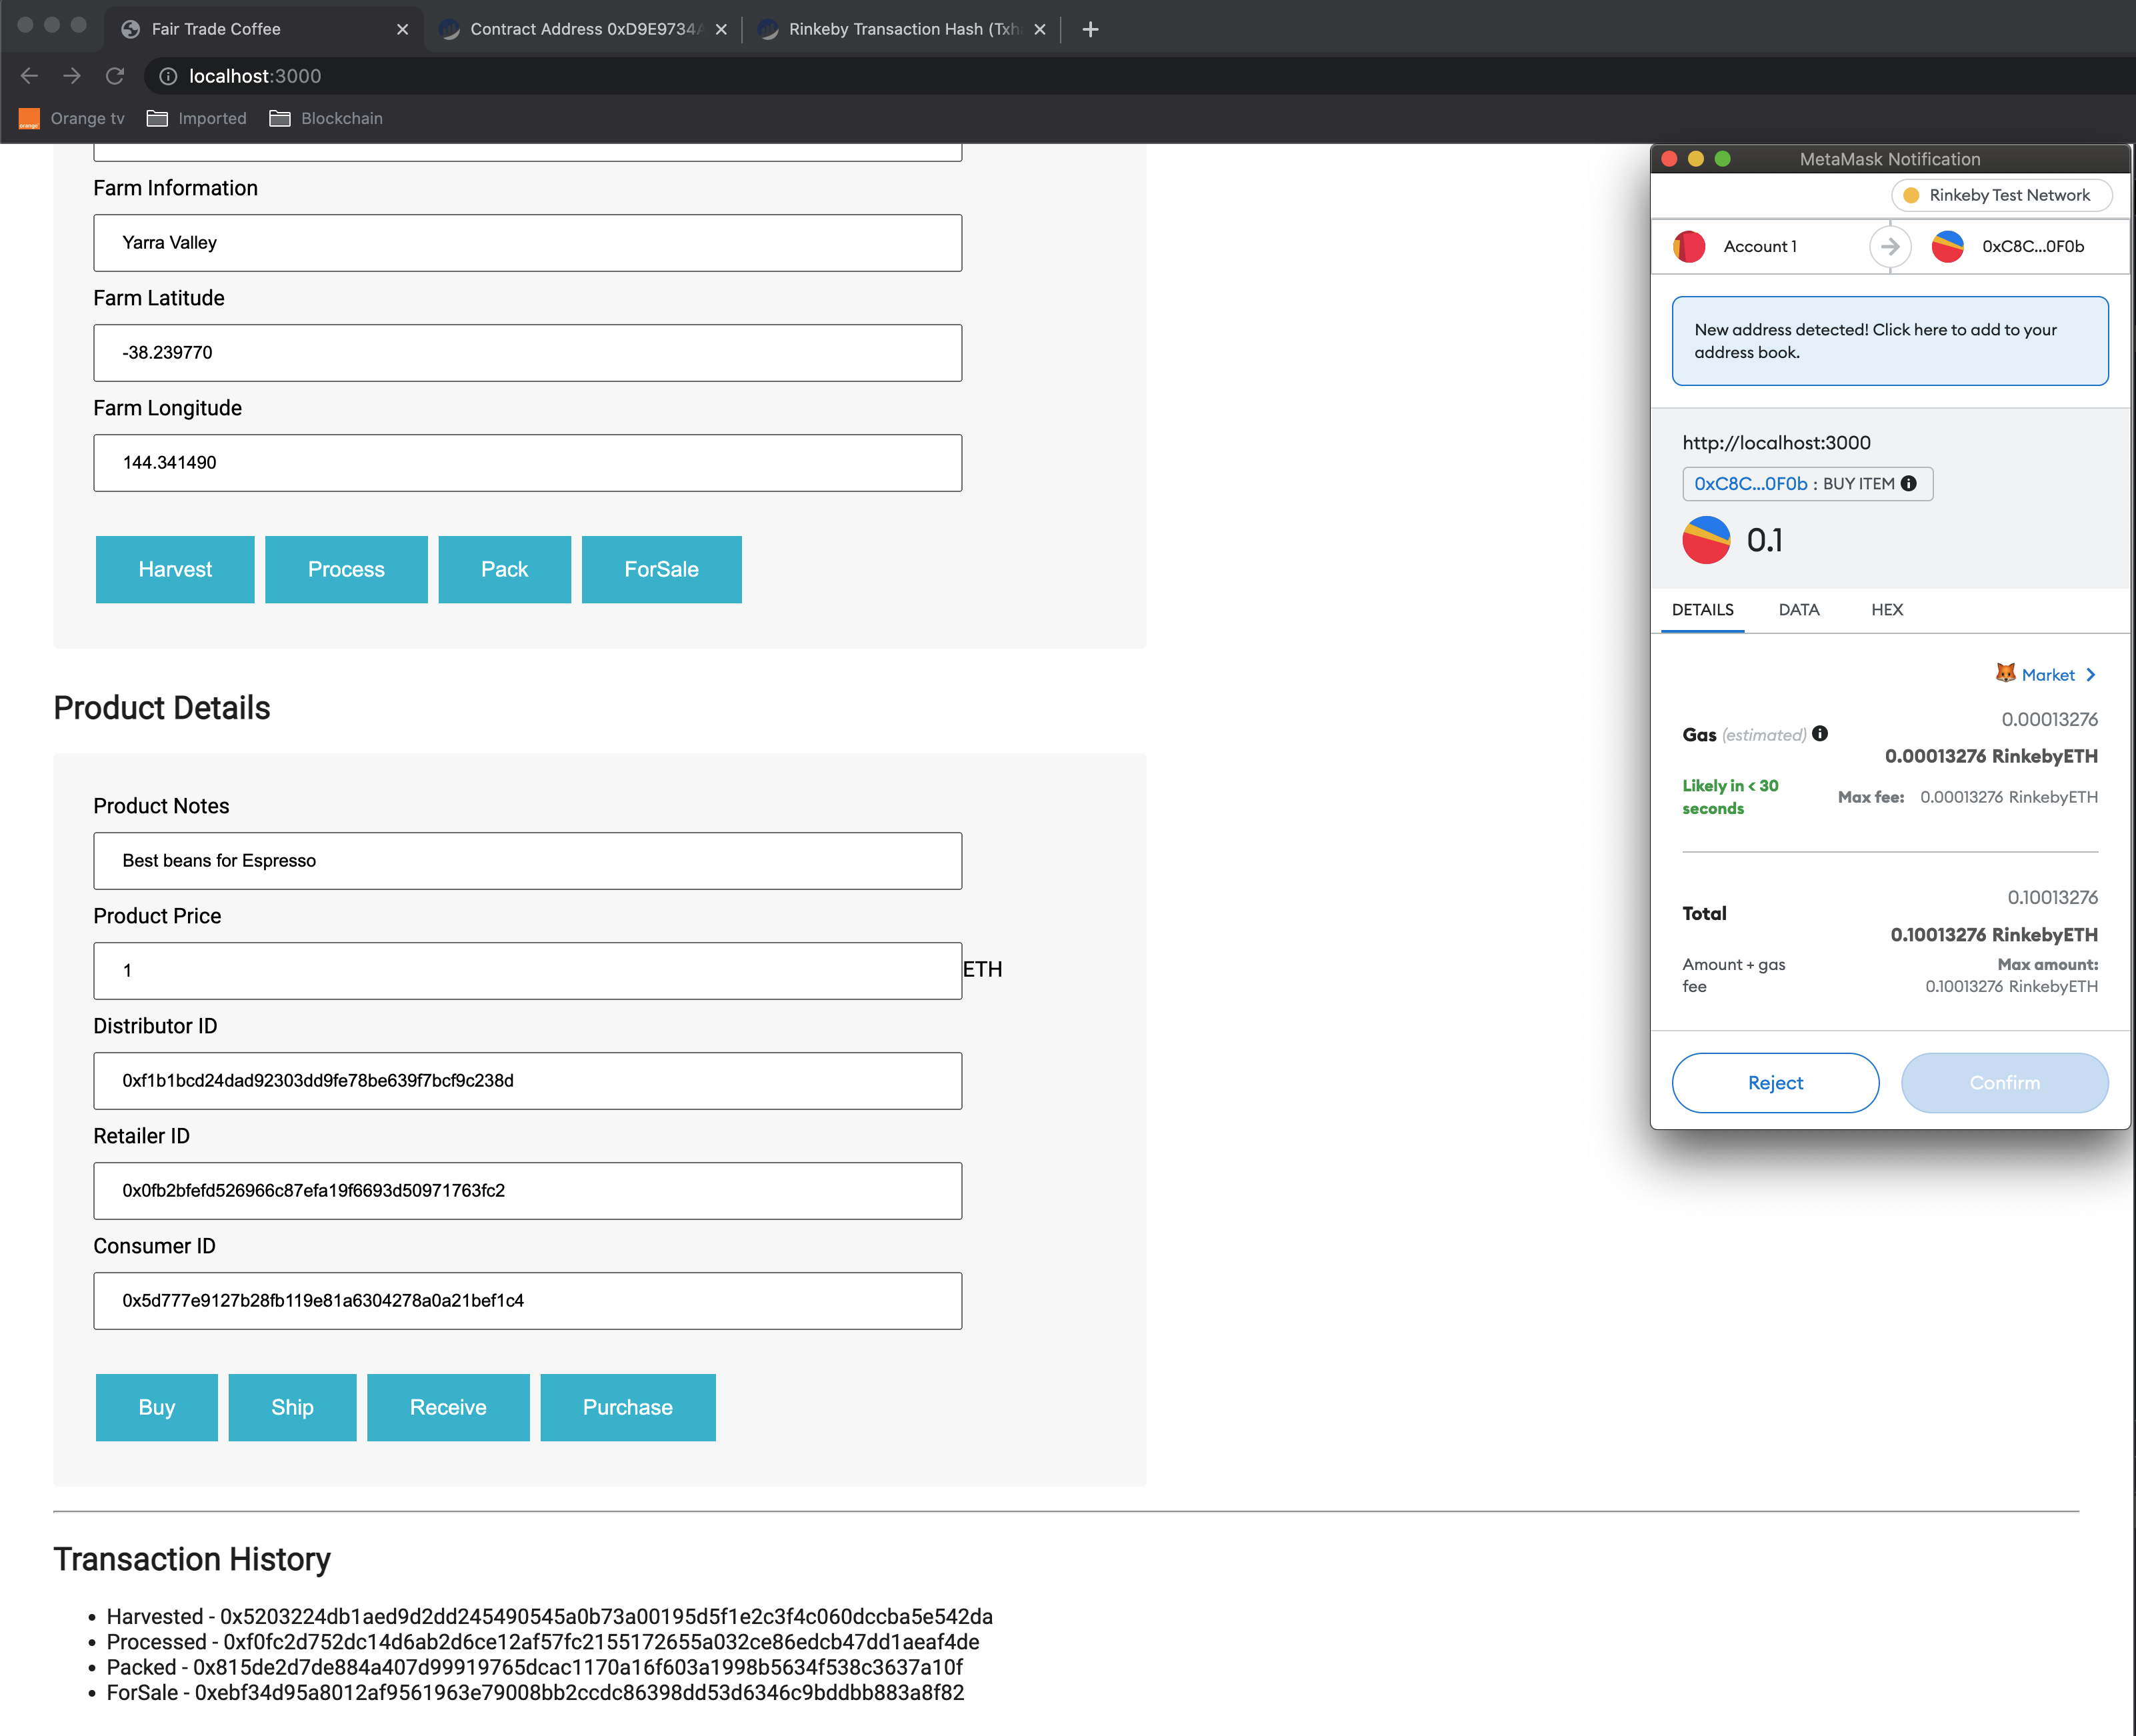 Fair Trade Coffee
Contract Address 0xD9E9734
Rinkeby Transaction Hash (Txh
localhost:3000
Orange tv
Imported
Blockchain
Farm Information
Yarra Valley
Farm Latitude
-38.239770
Farm Longitude
144.341490
Harvest
Process
Pack
ForSale
Product Details
Product Notes
Best beans for Espresso
Product Price
1
ETH
Distributor ID
0xf1b1bcd24dad92303dd9fe78be639f7bcf9c238d
Retailer ID
0x0fb2bfefd526966c87efa19f6693d50971763fc2
Consumer ID
0x5d777e9127b28fb119e81a6304278a0a21bef1c4
Buy
Ship
Receive
Purchase
Transaction History
Harvested - 0x5203224db1aed9d2dd245490545a0b73a00195d5f1e2c3f4c060dccba5e542da
Processed - 0xf0fc2d752dc14d6ab2d6ce12af57fc2155172655a032ce86edcb47dd1aeaf4de
Packed - 0x815de2d7de884a407d99919765dcac1170a16f603a1998b5634f538c3637a10f
ForSale - 0xebf34d95a8012af9561963e79008bb2ccdc86398dd53d6346c9bddbb883a8f82
MetaMask Notification
Rinkeby Test Network
Account 1
0xC8C...0F0b
New address detected! Click here to add to your
address book.
http://localhost:3000
0xC8C...0F0b : BUY ITEM
0.1
DETAILS
DATA
HEX
Market
0.00013276
Gas (estimated)
0.00013276 RinkebyETH
Likely in < 30
seconds
Max fee: 0.00013276 RinkebyETH
0.10013276
Total
0.10013276 RinkebyETH
Amount + gas
fee
Max amount:
0.10013276 RinkebyETH
Reject
Confirm